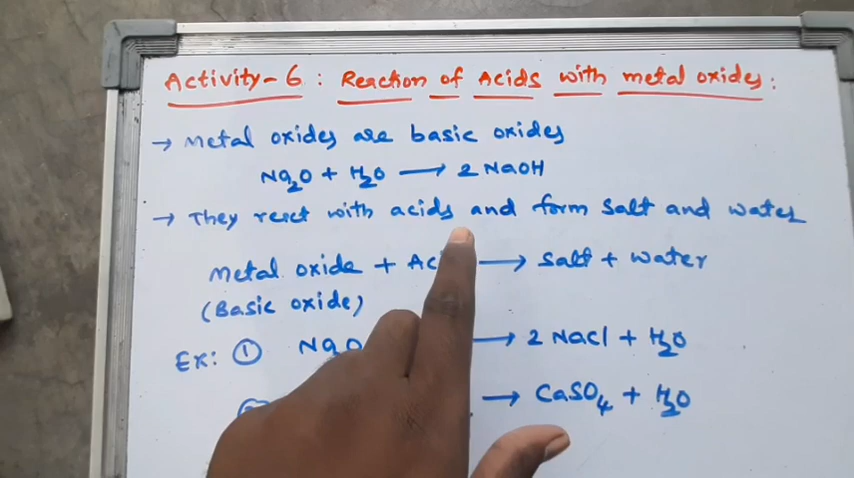 Activity-6 : Reaction of Acids with metal oxides:
→ Metal oxides are basic oxides
Na₂O + H₂O → 2 NaOH
→ They react with acids and form salt and water
Metal oxide + → Salt + water
(Basic oxide)
Ex: ① → 2 NaCl + H₂O
→ CaSO₄ + H₂O